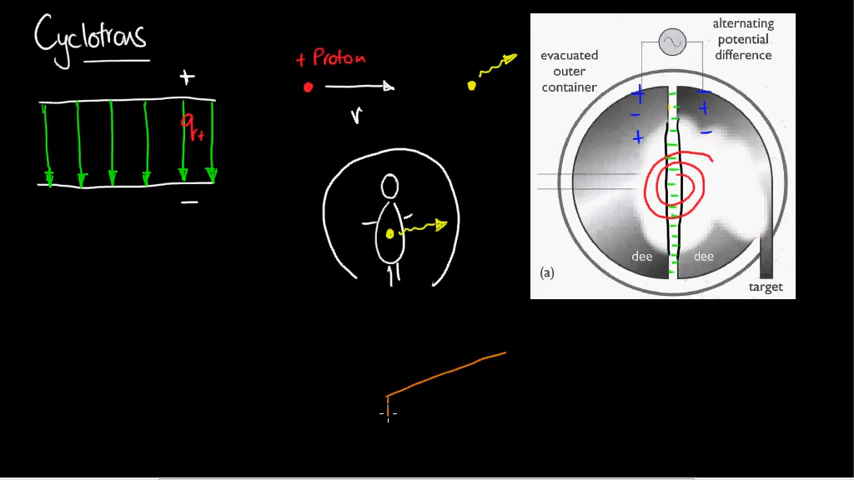 Cyclotrons
+
q+
−
+ Proton
v
alternating
potential
difference
evacuated
outer
container
+ +
− +
+ −
dee dee
(a)
target